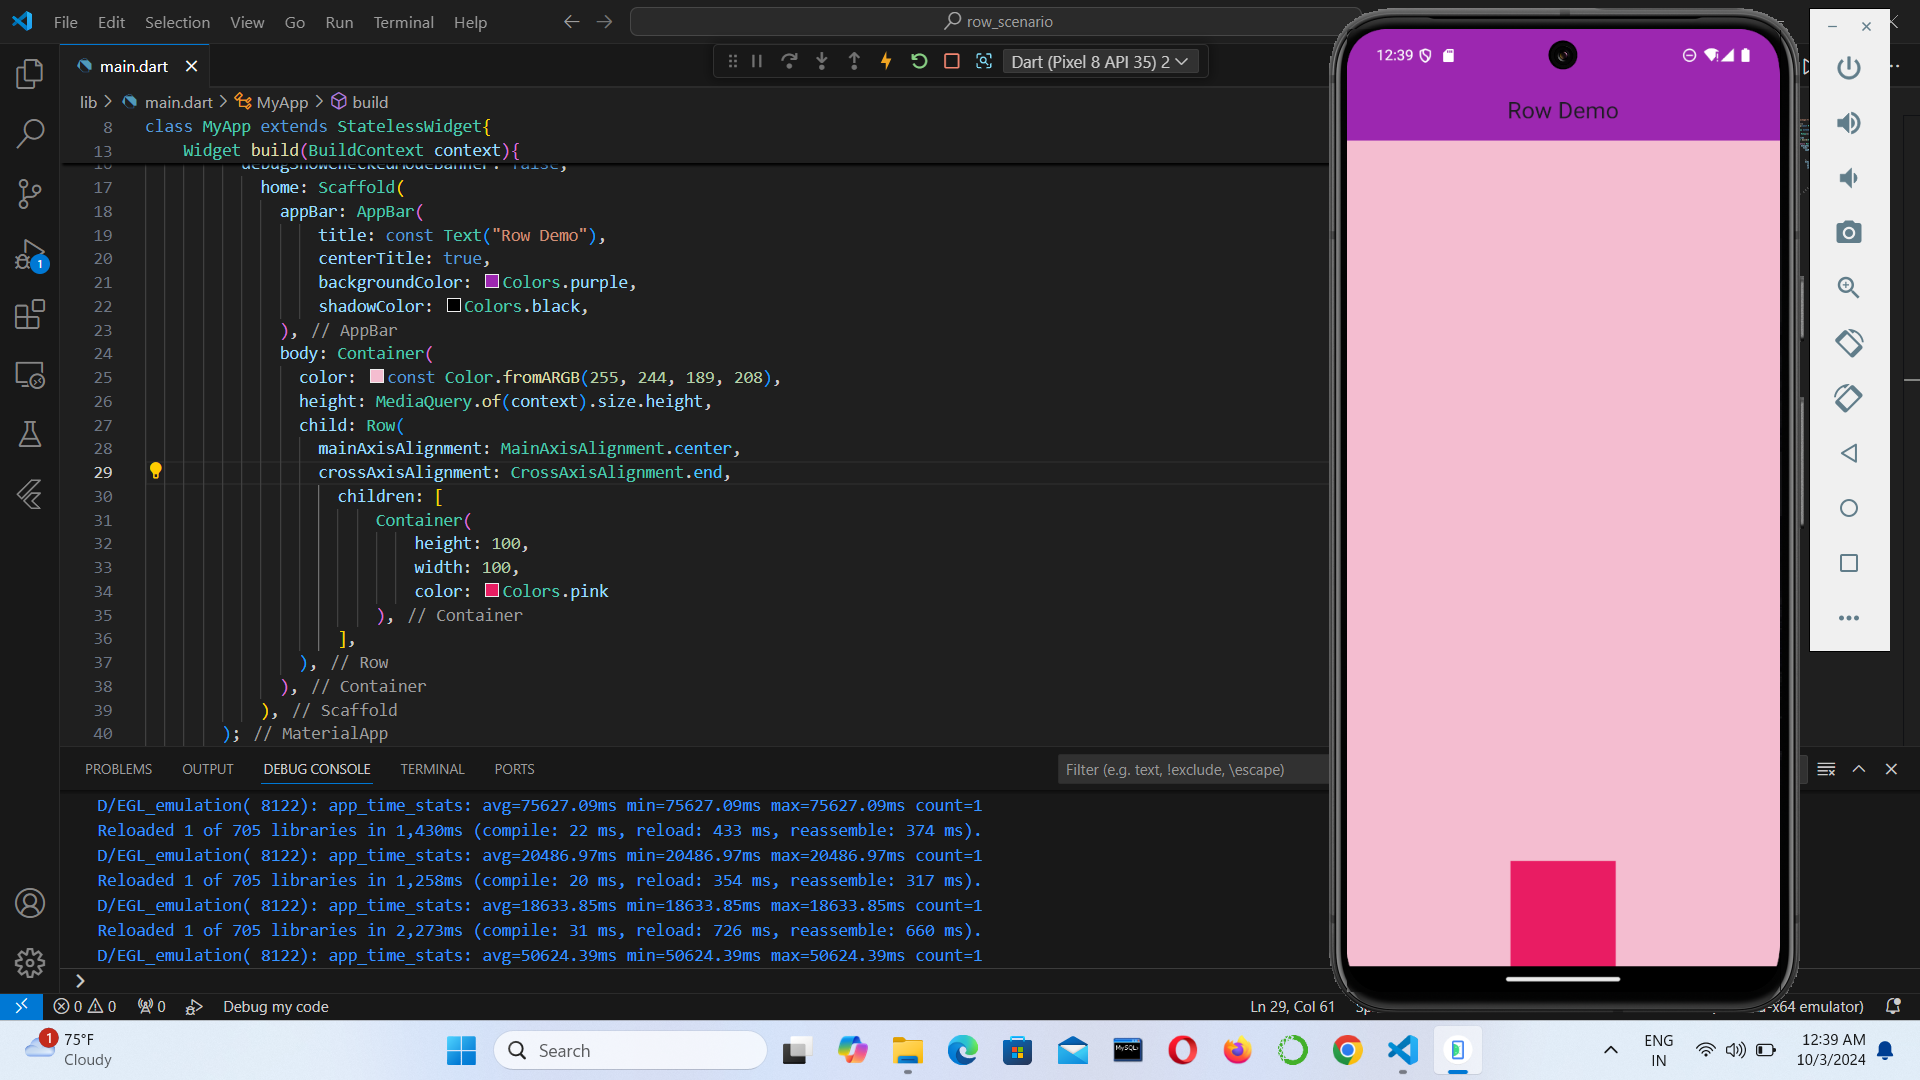 File Edit Selection View Go Run Terminal Help
row_scenario
main.dart
Dart (Pixel 8 API 35) 2
lib > main.dart > MyApp > build
8 class MyApp extends StatelessWidget{
13 Widget build(BuildContext context){
17 home: Scaffold(
18 appBar: AppBar(
19 title: const Text("Row Demo"),
20 centerTitle: true,
21 backgroundColor: Colors.purple,
22 shadowColor: Colors.black,
23 ), // AppBar
24 body: Container(
25 color: const Color.fromARGB(255, 244, 189, 208),
26 height: MediaQuery.of(context).size.height,
27 child: Row(
28 mainAxisAlignment: MainAxisAlignment.center,
29 crossAxisAlignment: CrossAxisAlignment.end,
30 children: [
31 Container(
32 height: 100,
33 width: 100,
34 color: Colors.pink
35 ), // Container
36 ],
37 ), // Row
38 ), // Container
39 ), // Scaffold
40 ); // MaterialApp
PROBLEMS OUTPUT DEBUG CONSOLE TERMINAL PORTS
Filter (e.g. text, !exclude, \escape)
D/EGL_emulation( 8122): app_time_stats: avg=75627.09ms min=75627.09ms max=75627.09ms count=1
Reloaded 1 of 705 libraries in 1,430ms (compile: 22 ms, reload: 433 ms, reassemble: 374 ms).
D/EGL_emulation( 8122): app_time_stats: avg=20486.97ms min=20486.97ms max=20486.97ms count=1
Reloaded 1 of 705 libraries in 1,258ms (compile: 20 ms, reload: 354 ms, reassemble: 317 ms).
D/EGL_emulation( 8122): app_time_stats: avg=18633.85ms min=18633.85ms max=18633.85ms count=1
Reloaded 1 of 705 libraries in 2,273ms (compile: 31 ms, reload: 726 ms, reassemble: 660 ms).
D/EGL_emulation( 8122): app_time_stats: avg=50624.39ms min=50624.39ms max=50624.39ms count=1
0 0 0 Debug my code
Ln 29, Col 61
-x64 emulator)
12:39
Row Demo
1
1
75°F
Cloudy
Search
MySQL
ENG
IN
12:39 AM
10/3/2024